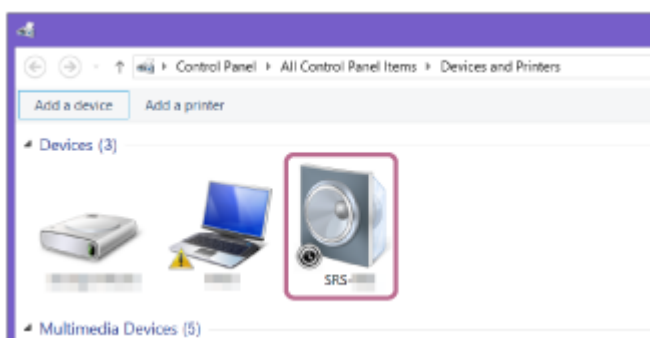 Control Panel All Control Panel Items Devices and Printers
Add a device Add a printer
Devices (3)
SRS-
Multimedia Devices (5)